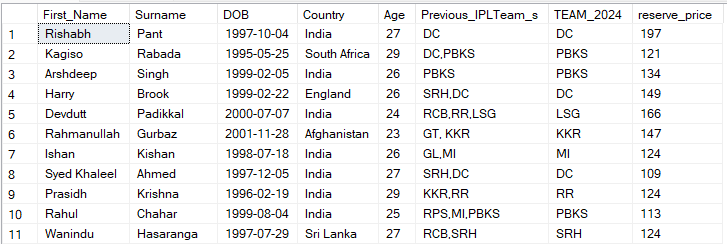 First_Name Surname DOB Country Age Previous_IPLTeam_s TEAM_2024 reserve_price
1 Rishabh Pant 1997-10-04 India 27 DC DC 197
2 Kagiso Rabada 1995-05-25 South Africa 29 DC,PBKS PBKS 121
3 Arshdeep Singh 1999-02-05 India 26 PBKS PBKS 134
4 Harry Brook 1999-02-22 England 26 SRH,DC DC 149
5 Devdutt Padikkal 2000-07-07 India 24 RCB,RR,LSG LSG 166
6 Rahmanullah Gurbaz 2001-11-28 Afghanistan 23 GT, KKR KKR 147
7 Ishan Kishan 1998-07-18 India 26 GL,MI MI 124
8 Syed Khaleel Ahmed 1997-12-05 India 27 SRH,DC DC 109
9 Prasidh Krishna 1996-02-19 India 29 KKR,RR RR 124
10 Rahul Chahar 1999-08-04 India 25 RPS,MI,PBKS PBKS 113
11 Wanindu Hasaranga 1997-07-29 Sri Lanka 27 RCB,SRH SRH 124